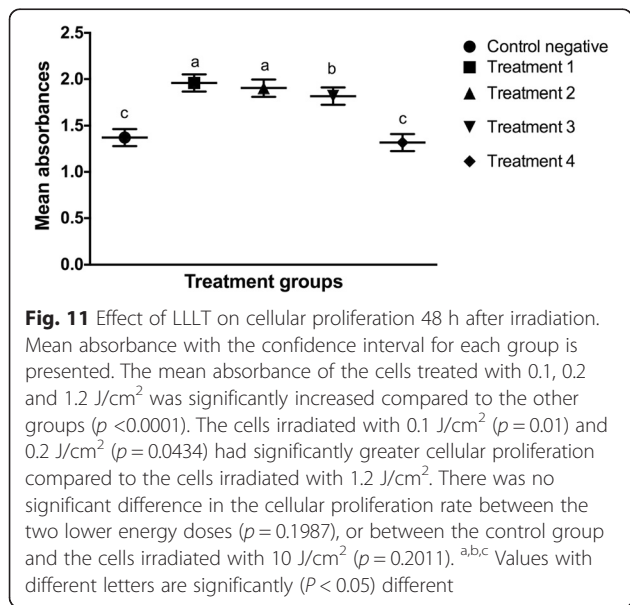 2.5
2.0
1.5
1.0
0.5
0.0
Mean absorbances
c
a
a
b
c
Treatment groups
Control negative
Treatment 1
Treatment 2
Treatment 3
Treatment 4
Fig. 11 Effect of LLLT on cellular proliferation 48 h after irradiation.
Mean absorbance with the confidence interval for each group is
presented. The mean absorbance of the cells treated with 0.1, 0.2
and 1.2 J/cm² was significantly increased compared to the other
groups (p <0.0001). The cells irradiated with 0.1 J/cm² (p = 0.01) and
0.2 J/cm² (p = 0.0434) had significantly greater cellular proliferation
compared to the cells irradiated with 1.2 J/cm². There was no
significant difference in the cellular proliferation rate between the
two lower energy doses (p = 0.1987), or between the control group
and the cells irradiated with 10 J/cm² (p = 0.2011). a,b,c Values with
different letters are significantly (P < 0.05) different